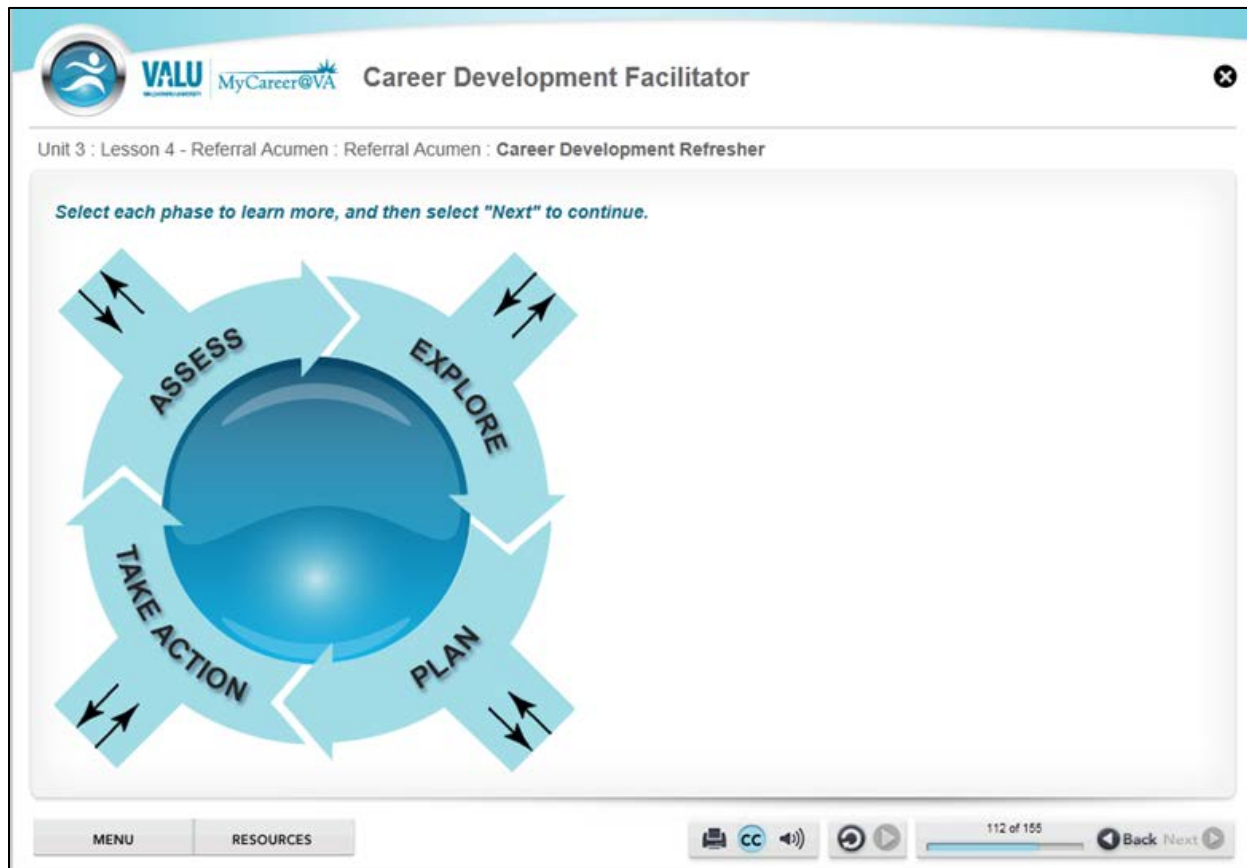 VALU MyCareer@VA Career Development Facilitator
Unit 3 : Lesson 4 - Referral Acumen : Referral Acumen : Career Development Refresher
Select each phase to learn more, and then select "Next" to continue.
ASSESS
EXPLORE
TAKE ACTION
PLAN
MENU
RESOURCES
CC
112 of 155
Back
Next